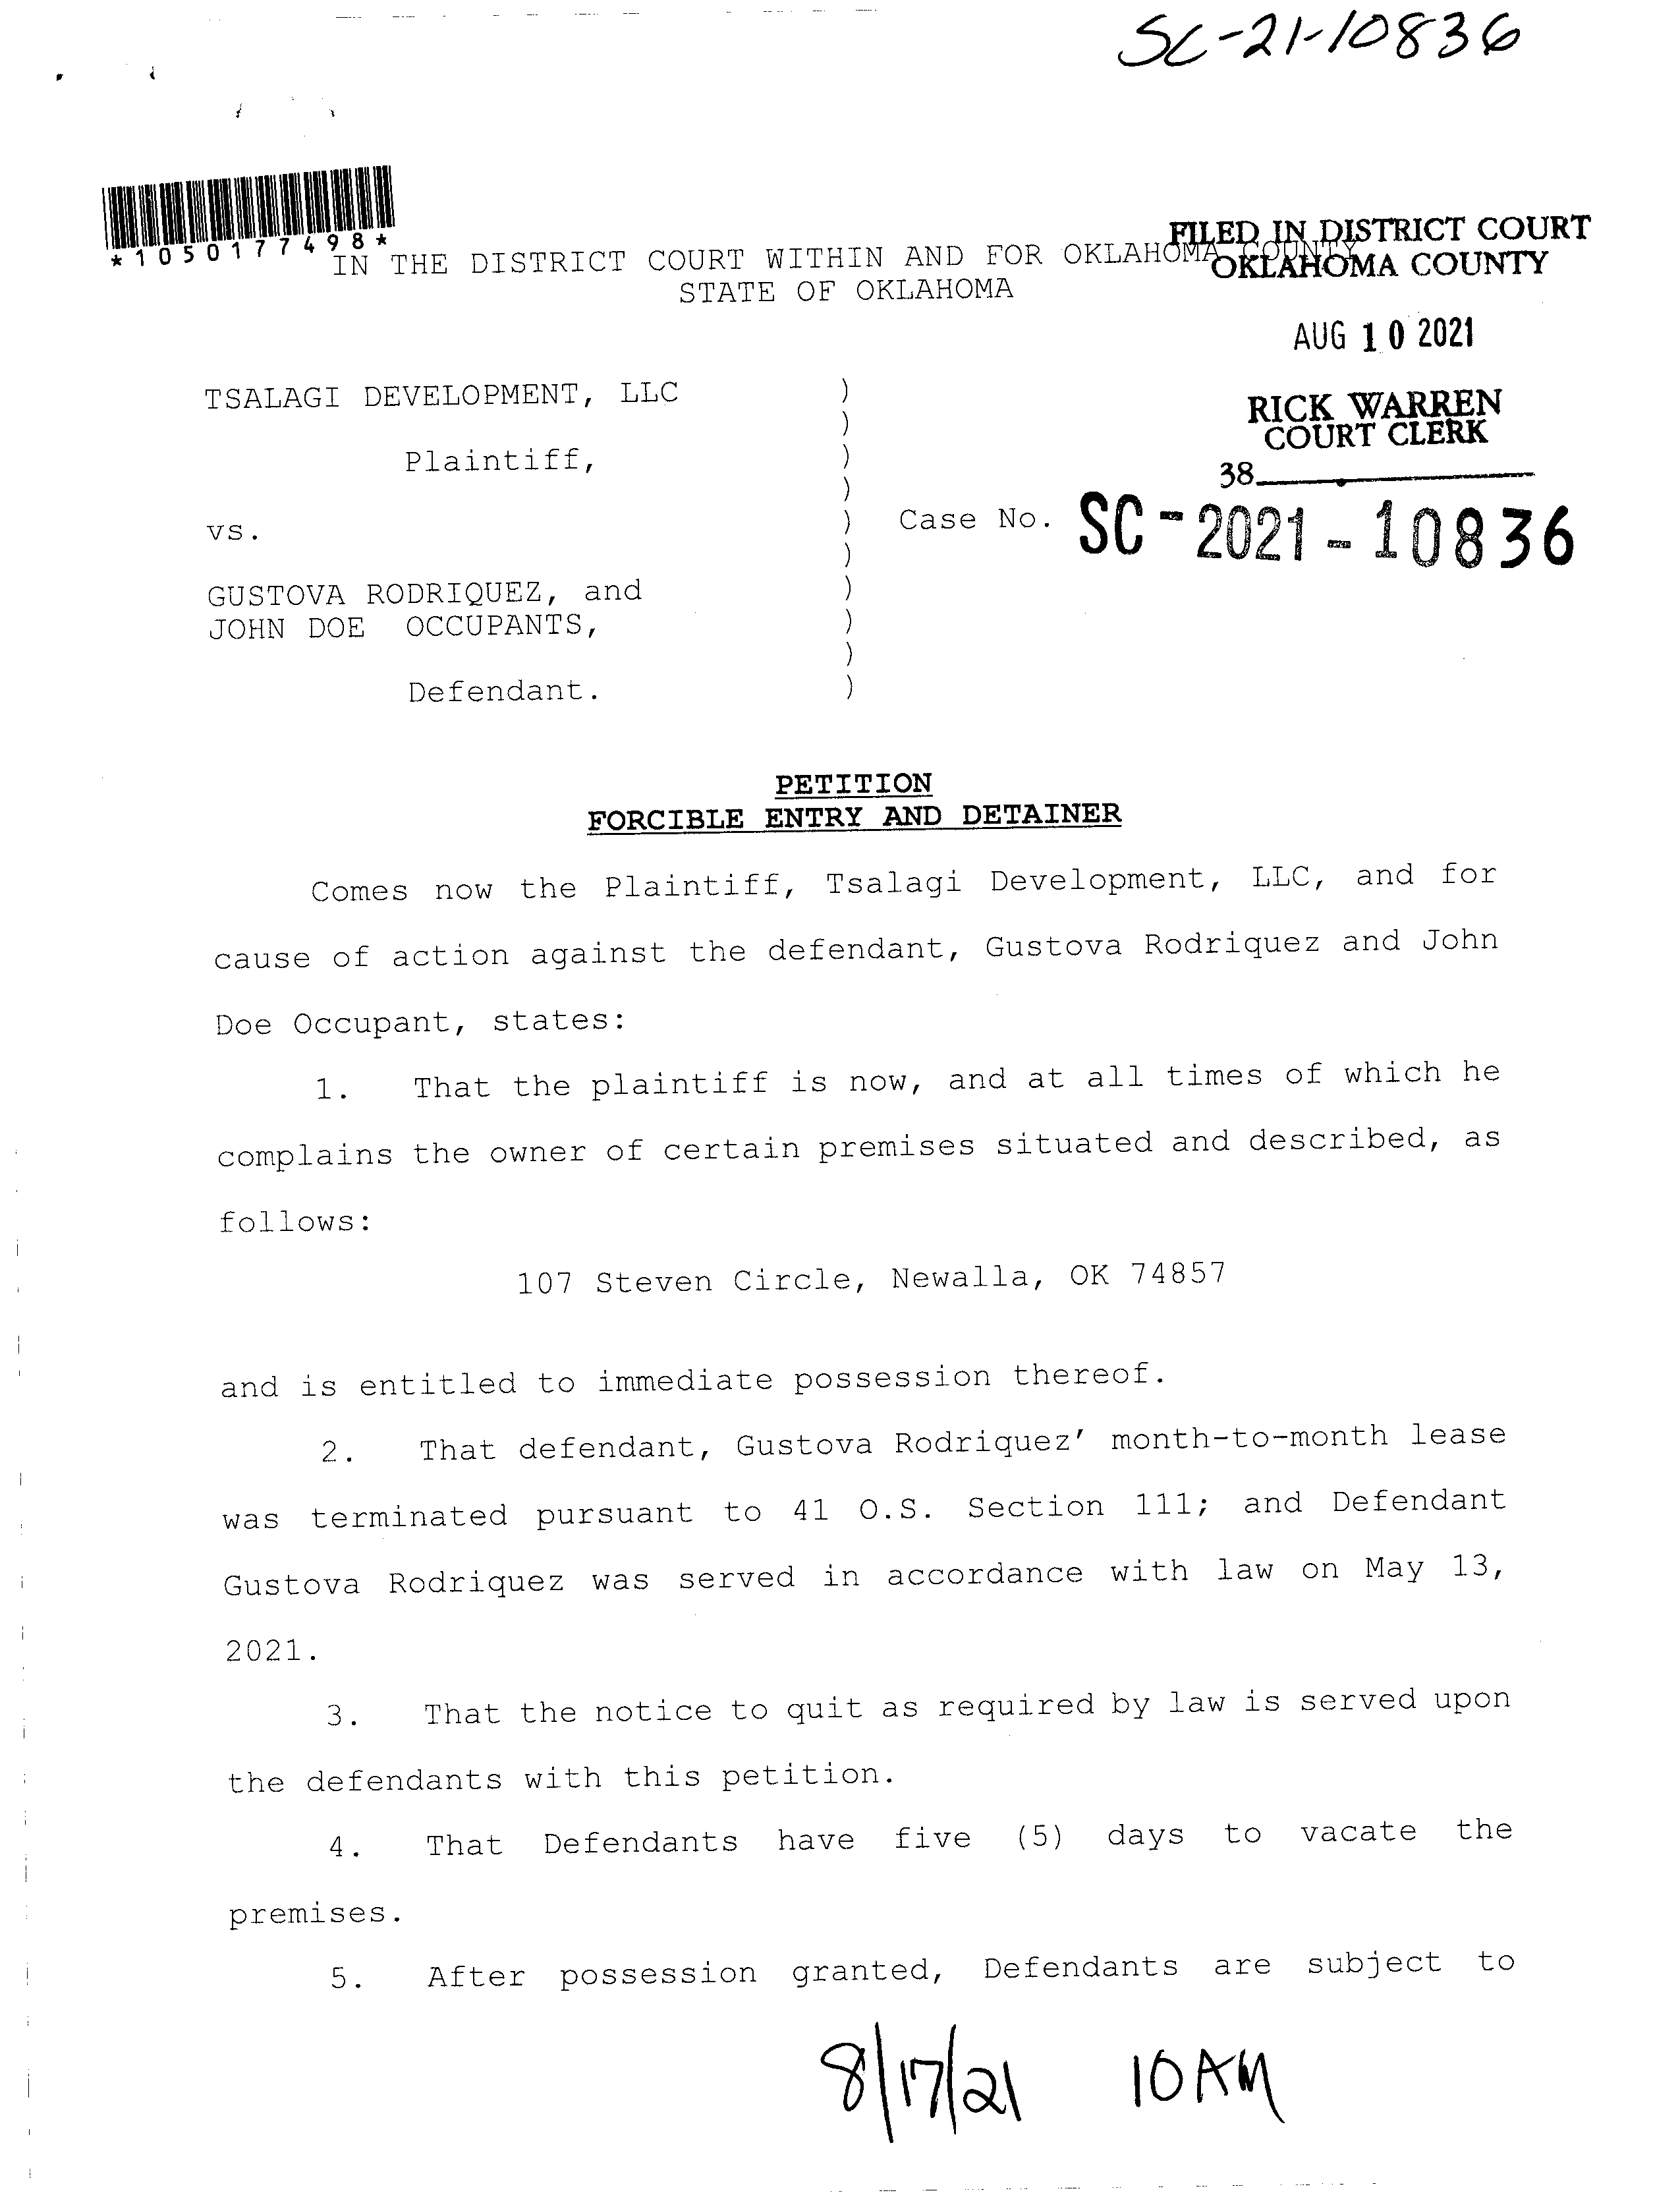 SC-21-10836
*1050177498*
FILED IN DISTRICT COURT
OKLAHOMA COUNTY
IN THE DISTRICT COURT WITHIN AND FOR OKLAHOMA COUNTY
STATE OF OKLAHOMA
AUG 10 2021
RICK WARREN
COURT CLERK
38
TSALAGI DEVELOPMENT, LLC )
)
Plaintiff, )
)
vs. ) Case No. SC-2021-10836
)
GUSTOVA RODRIQUEZ, and )
JOHN DOE OCCUPANTS, )
)
Defendant. )
PETITION
FORCIBLE ENTRY AND DETAINER
Comes now the Plaintiff, Tsalagi Development, LLC, and for
cause of action against the defendant, Gustova Rodriquez and John
Doe Occupant, states:
1. That the plaintiff is now, and at all times of which he
complains the owner of certain premises situated and described, as
follows:
107 Steven Circle, Newalla, OK 74857
and is entitled to immediate possession thereof.
2. That defendant, Gustova Rodriquez' month-to-month lease
was terminated pursuant to 41 O.S. Section 111; and Defendant
Gustova Rodriquez was served in accordance with law on May 13,
2021.
3. That the notice to quit as required by law is served upon
the defendants with this petition.
4. That Defendants have five (5) days to vacate the
premises.
5. After possession granted, Defendants are subject to
8/17/21 10AM